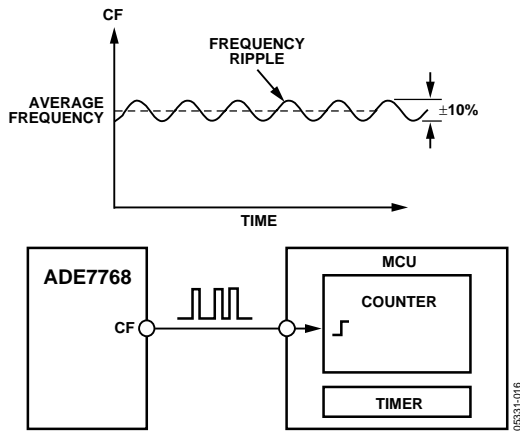 CF
FREQUENCY
RIPPLE
AVERAGE
FREQUENCY
±10%
TIME
ADE7768
CF
MCU
COUNTER
TIMER
05331-016